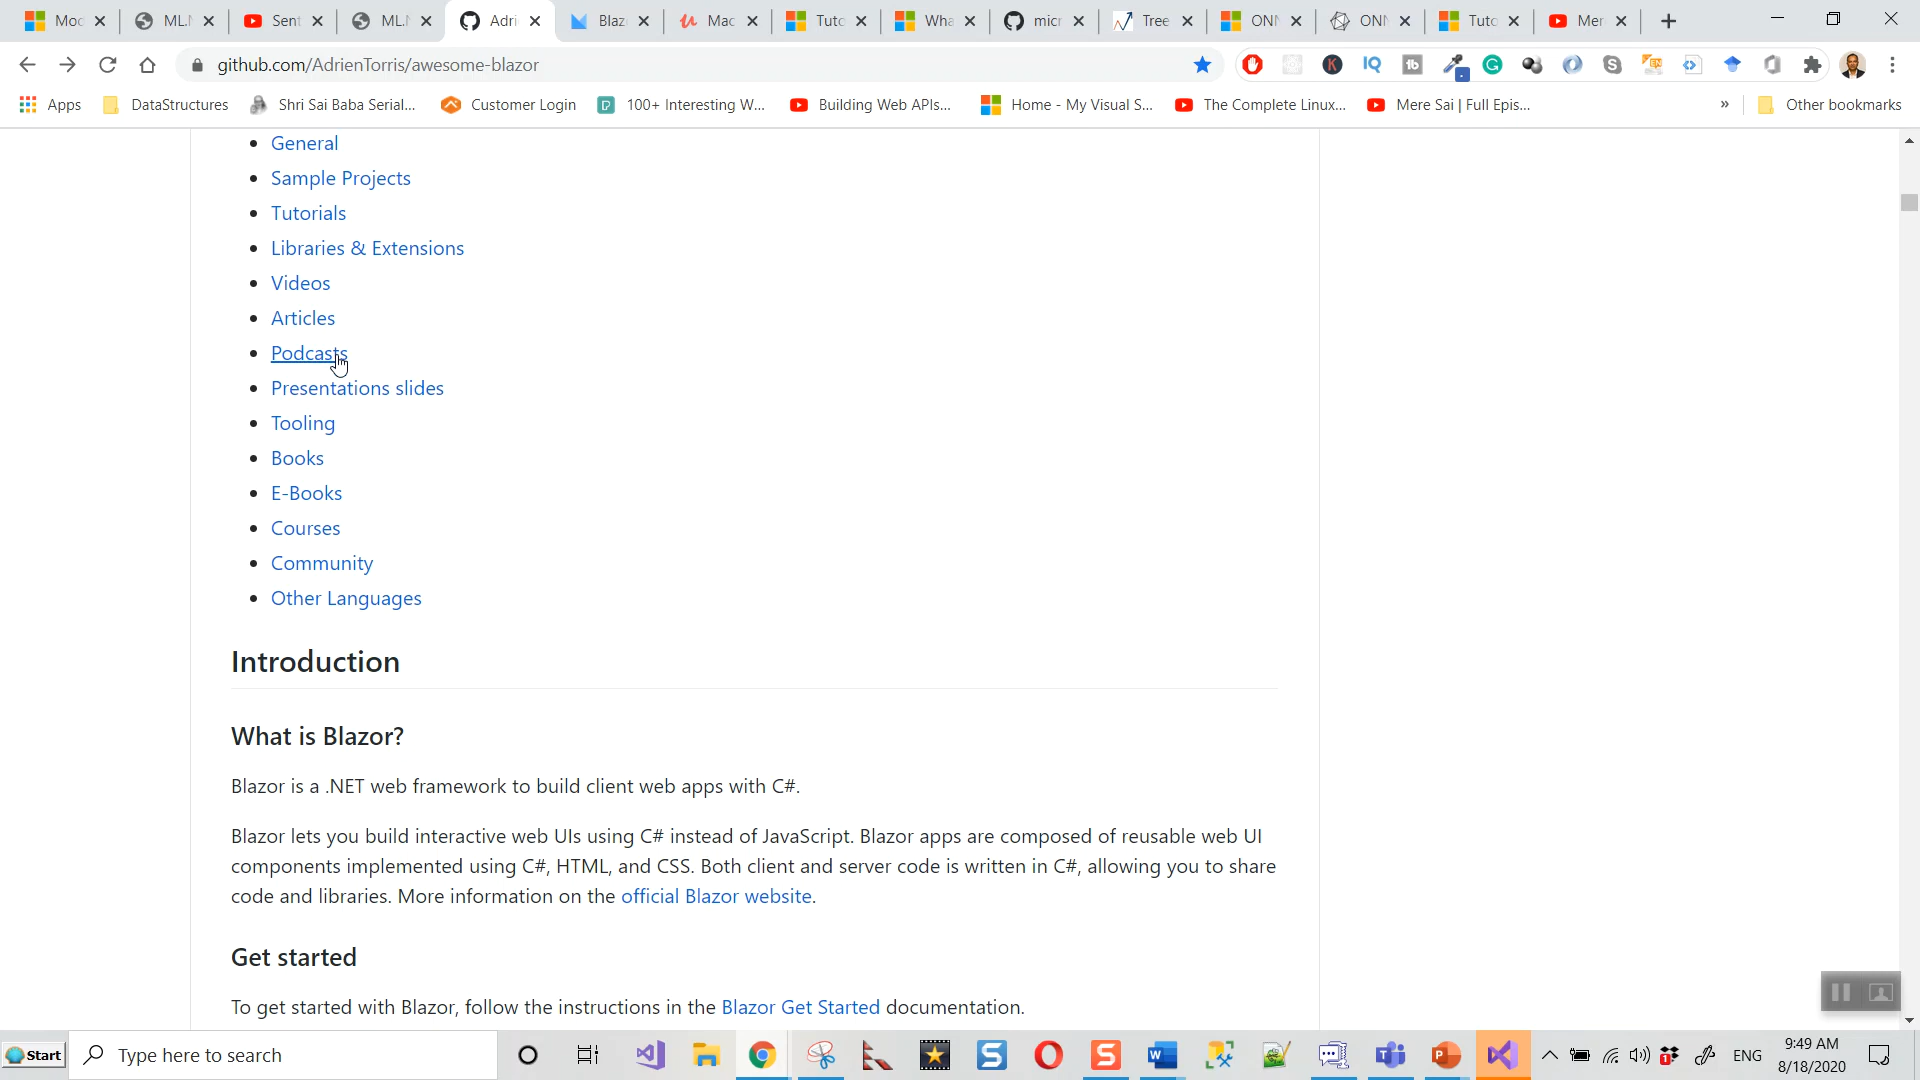 Moc
ML.I
Sent
ML.I
Adri
Blaz
Mac
Tuto
Wha
micr
Tree
ONN
ONN
Tuto
Mer
github.com/AdrienTorris/awesome-blazor
Apps
DataStructures
Shri Sai Baba Serial...
Customer Login
100+ Interesting W...
Building Web APIs...
Home - My Visual S...
The Complete Linux...
Mere Sai | Full Epis...
»
Other bookmarks
General
Sample Projects
Tutorials
Libraries & Extensions
Videos
Articles
Podcasts
Presentations slides
Tooling
Books
E-Books
Courses
Community
Other Languages
Introduction
What is Blazor?
Blazor is a .NET web framework to build client web apps with C#.
Blazor lets you build interactive web UIs using C# instead of JavaScript. Blazor apps are composed of reusable web UI
components implemented using C#, HTML, and CSS. Both client and server code is written in C#, allowing you to share
code and libraries. More information on the official Blazor website.
Get started
To get started with Blazor, follow the instructions in the Blazor Get Started documentation.
Start
Type here to search
ENG
9:49 AM
8/18/2020